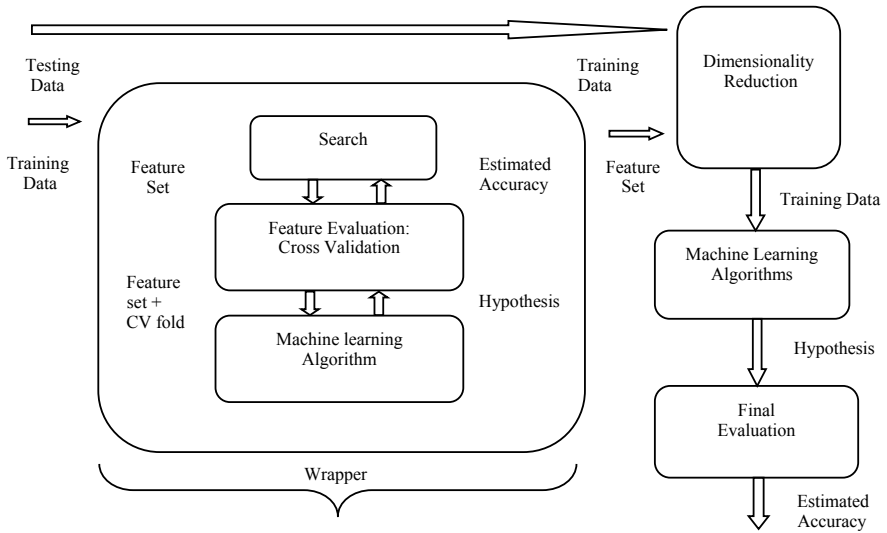 Testing
Data
Training
Data
Feature
Set
Feature
set +
CV fold
Search
Feature Evaluation:
Cross Validation
Machine learning
Algorithm
Estimated
Accuracy
Hypothesis
Wrapper
Training
Data
Feature
Set
Dimensionality
Reduction
Training Data
Machine Learning
Algorithms
Hypothesis
Final
Evaluation
Estimated
Accuracy